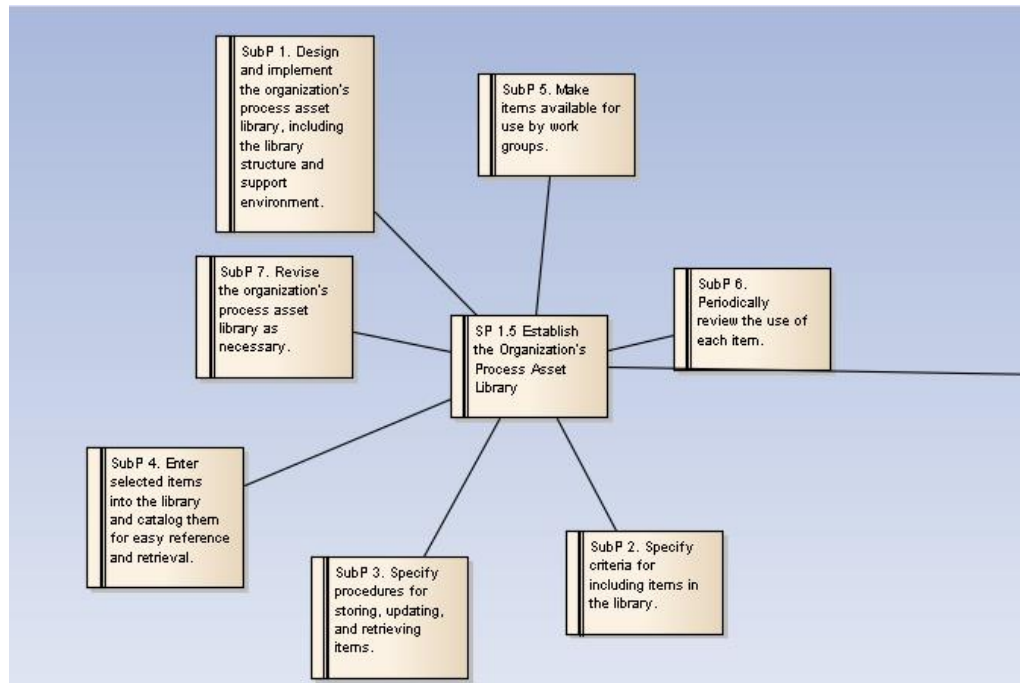 SubP 1. Design
and implement
the organization's
process asset
library, including
the library
structure and
support
environment.
SubP 5. Make
items available for
use by work
groups.
SubP 7. Revise
the organization's
process asset
library as
necessary.
SubP 6.
Periodically
review the use of
each item.
SP 1.5 Establish
the Organization's
Process Asset
Library
SubP 4. Enter
selected items
into the library
and catalog them
for easy reference
and retrieval.
SubP 3. Specify
procedures for
storing, updating,
and retrieving
items.
SubP 2. Specify
criteria for
including items in
the library.